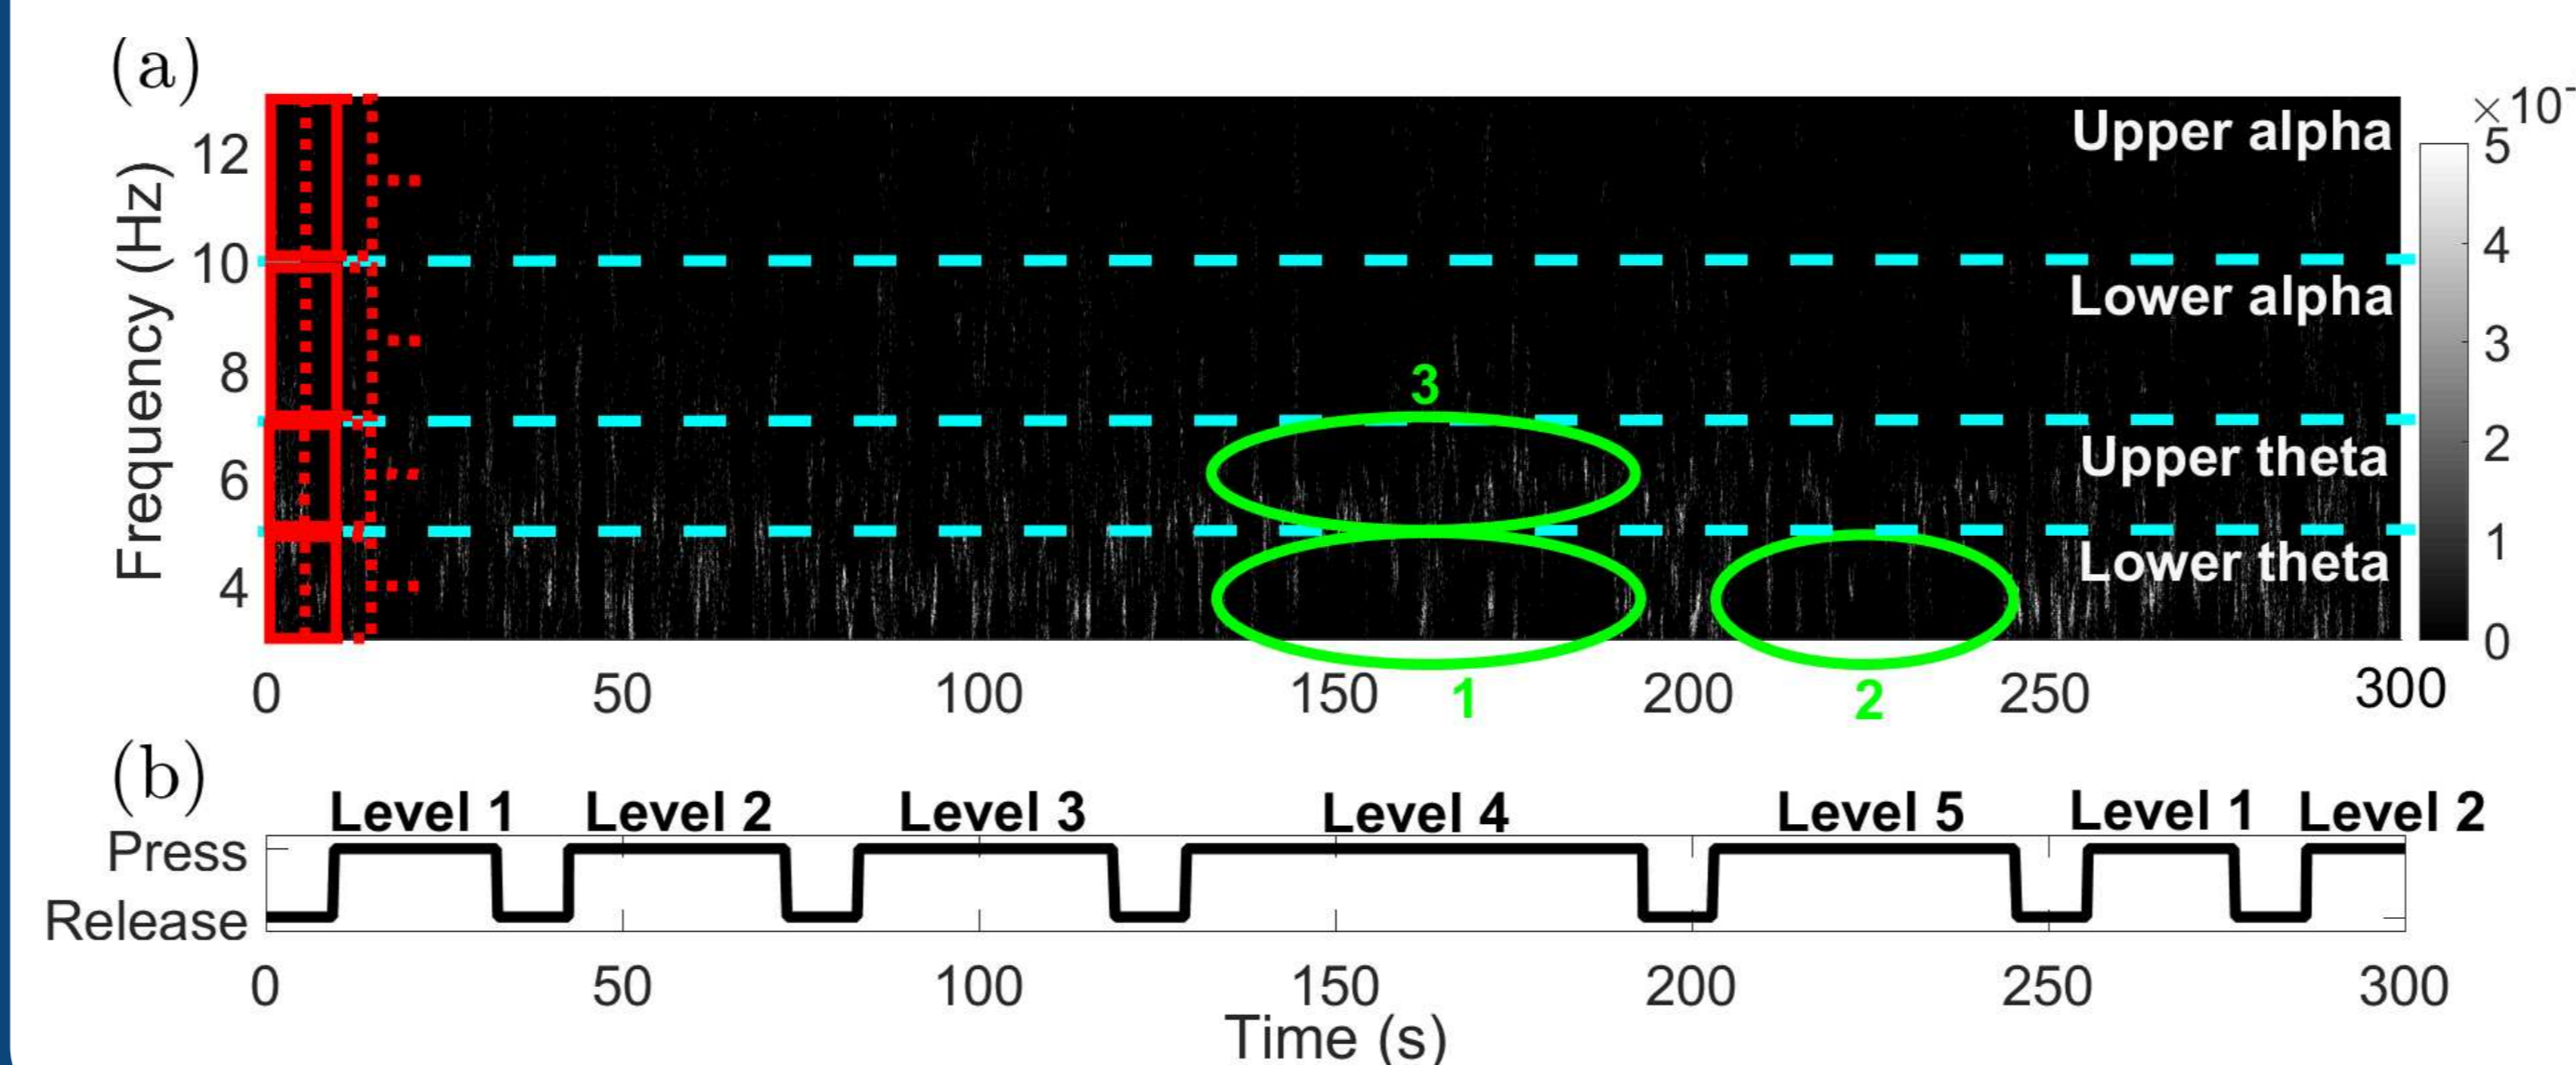 (a)
Frequency (Hz)
12
10
8
6
4
Upper alpha
Lower alpha
Upper theta
Lower theta
3
1
2
×10-
5
4
3
2
1
0
0 50 100 150 200 250 300
(b)
Level 1 Level 2 Level 3 Level 4 Level 5 Level 1 Level 2
Press
Release
0 50 100 150 200 250 300
Time (s)